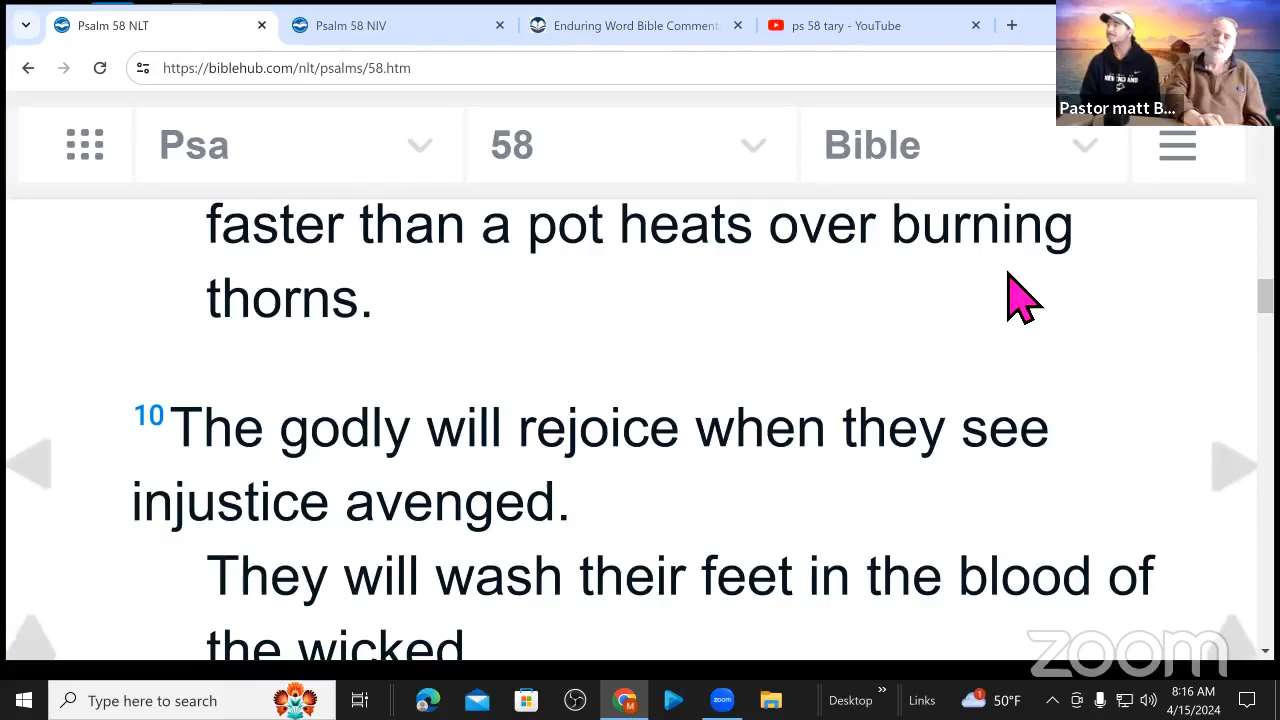 Psalm 58 NLT
Psalm 58 NIV
Enduring Word Bible Comment
ps 58 tary - YouTube
https://biblehub.com/nlt/psalms/58.htm
Pastor matt B...
Psa
58
Bible
faster than a pot heats over burning
thorns.
10 The godly will rejoice when they see
injustice avenged.
They will wash their feet in the blood of
the wicked
zoom
Type here to search
zoom
Desktop
Links
1
50°F
8:16 AM
4/15/2024